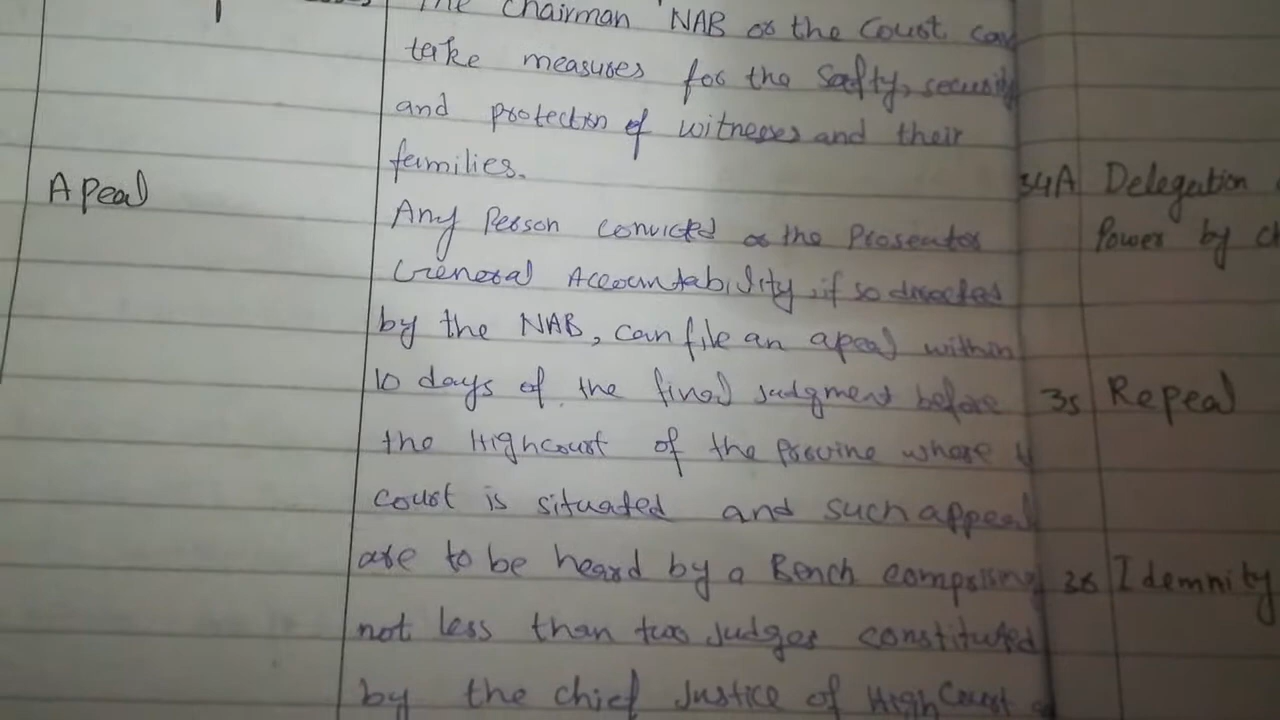 The Chairman NAB or the Court can
take measures for the Safty, security
and protection of witnesses and their
families.
Apeal
Any Person convicted or the Prosecutor
General Accountability, if so directed
by the NAB, can file an apeal within
10 days of the final Judgment before
the Highcourt of the Provine whose
court is situated and such appeal
are to be heard by a Bench comprising
not less than two Judges constituted
by the chief Justice of High Court
34A Delegation
Power by
35 Repeal
36 Idemnity